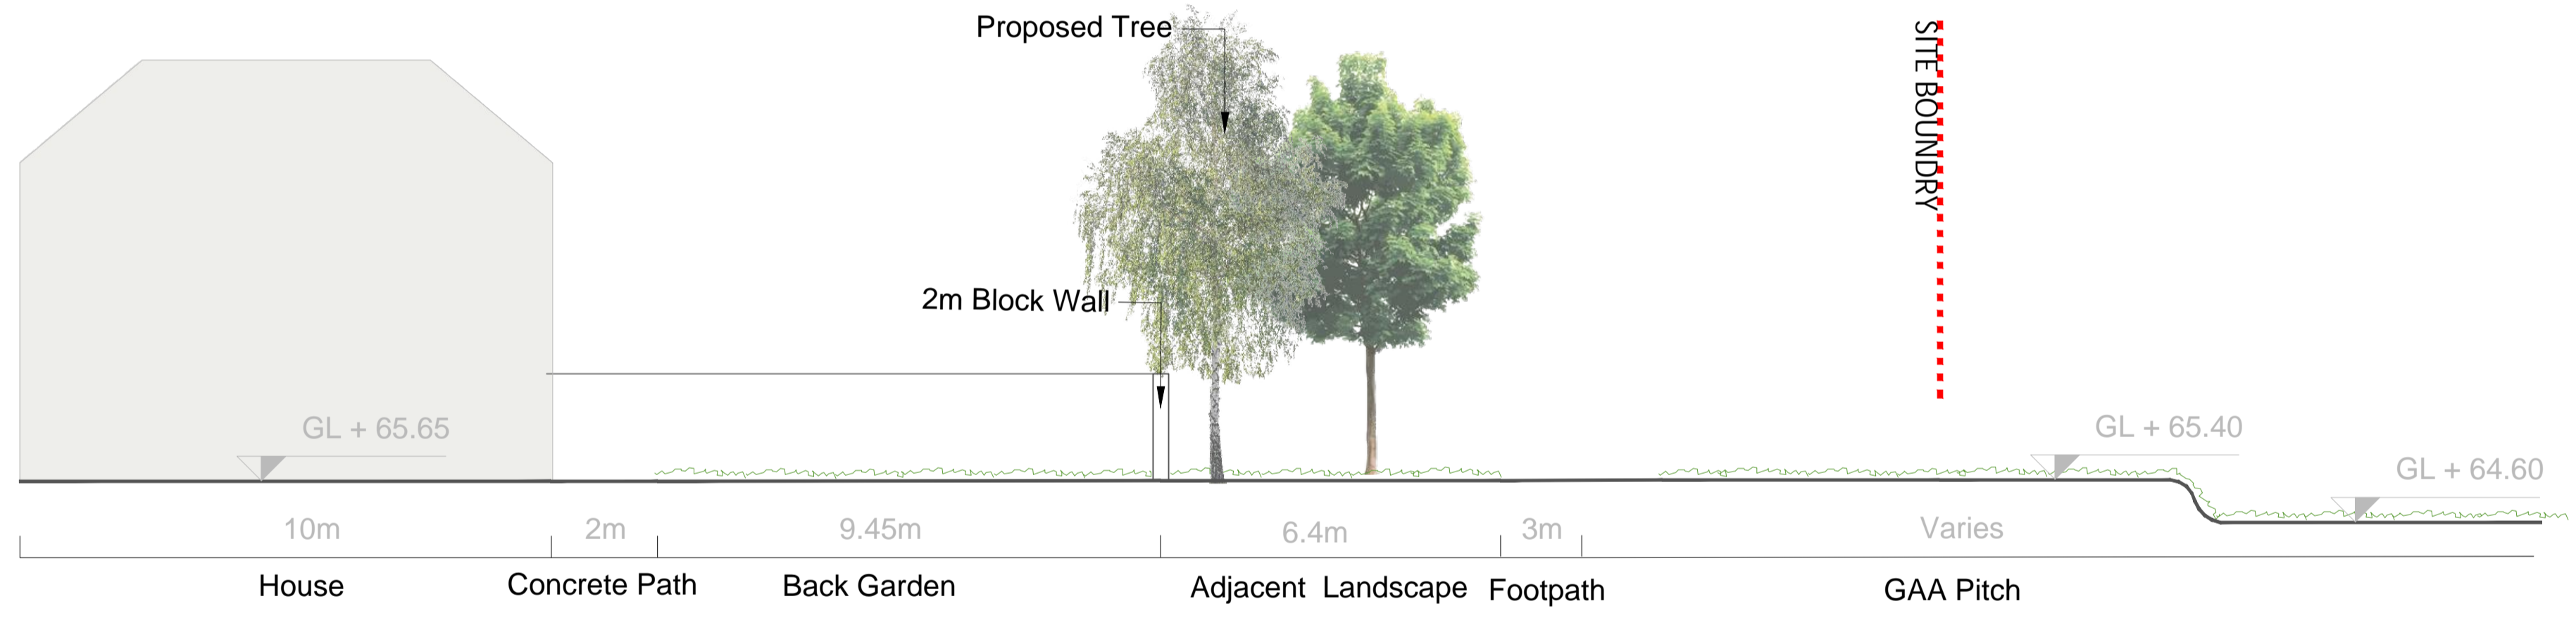 Proposed Tree
SITE BOUNDRY
2m Block Wall
GL + 65.65
GL + 65.40
GL + 64.60
10m
2m
9.45m
6.4m
3m
Varies
House
Concrete Path
Back Garden
Adjacent Landscape
Footpath
GAA Pitch